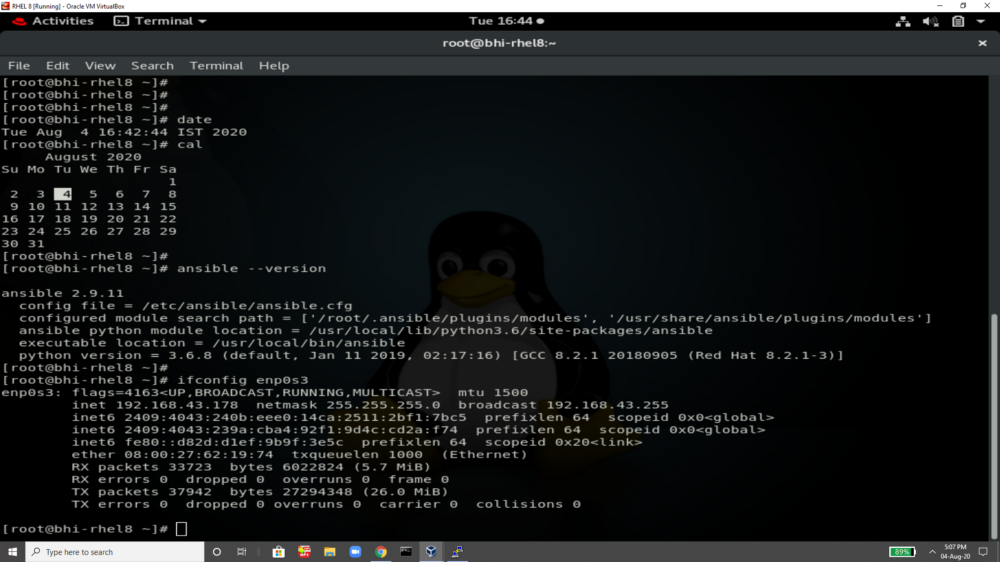 RHEL 8 [Running] - Oracle VM VirtualBox
Activities Terminal Tue 16:44
root@bhi-rhel8:~
File Edit View Search Terminal Help
[root@bhi-rhel8 ~]#
[root@bhi-rhel8 ~]#
[root@bhi-rhel8 ~]#
[root@bhi-rhel8 ~]# date
Tue Aug  4 16:42:44 IST 2020
[root@bhi-rhel8 ~]# cal
August 2020
Su Mo Tu We Th Fr Sa
1
2 3 4 5 6 7 8
9 10 11 12 13 14 15
16 17 18 19 20 21 22
23 24 25 26 27 28 29
30 31
[root@bhi-rhel8 ~]#
[root@bhi-rhel8 ~]# ansible --version
ansible 2.9.11
config file = /etc/ansible/ansible.cfg
configured module search path = ['/root/.ansible/plugins/modules', '/usr/share/ansible/plugins/modules']
ansible python module location = /usr/local/lib/python3.6/site-packages/ansible
executable location = /usr/local/bin/ansible
python version = 3.6.8 (default, Jan 11 2019, 02:17:16) [GCC 8.2.1 20180905 (Red Hat 8.2.1-3)]
[root@bhi-rhel8 ~]#
[root@bhi-rhel8 ~]# ifconfig enp0s3
enp0s3: flags=4163<UP,BROADCAST,RUNNING,MULTICAST>  mtu 1500
inet 192.168.43.178  netmask 255.255.255.0  broadcast 192.168.43.255
inet6 2409:4043:240b:eee0:14ca:2511:2bf1:7bc5  prefixlen 64  scopeid 0x0<global>
inet6 2409:4043:239a:cba4:92f1:9d4c:cd2a:f74  prefixlen 64  scopeid 0x0<global>
inet6 fe80::d82d:d1ef:9b9f:3e5c  prefixlen 64  scopeid 0x20<link>
ether 08:00:27:62:19:74  txqueuelen 1000  (Ethernet)
RX packets 33723  bytes 6022824 (5.7 MiB)
RX errors 0  dropped 0  overruns 0  frame 0
TX packets 37942  bytes 27294348 (26.0 MiB)
TX errors 0  dropped 0 overruns 0  carrier 0  collisions 0
[root@bhi-rhel8 ~]#
Type here to search 89% 5:07 PM
04-Aug-20